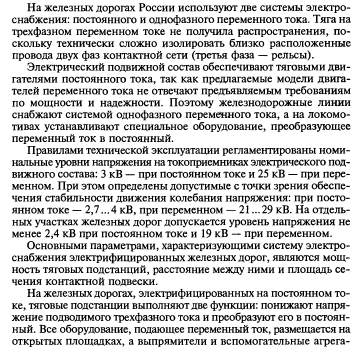 На железных дорогах России используют две системы электро-
снабжения: постоянного и однофазного переменного тока. Тяга на
трехфазном переменном токе не получила распространения, по-
скольку технически сложно изолировать близко расположенные
провода двух фаз контактной сети (третья фаза — рельсы).
Электрический подвижной состав обеспечивают тяговыми дви-
гателями постоянного тока, так как предлагаемые модели двига-
телей переменного тока не отвечают предъявляемым требованиям
по мощности и надежности. Поэтому железнодорожные линии
снабжают системой однофазного переменного тока, а на локомо-
тивах устанавливают специальное оборудование, преобразующее
переменный ток в постоянный.
Правилами технической эксплуатации регламентированы номи-
нальные уровни напряжения на токоприемниках электрического под-
вижного состава: 3 кВ — при постоянном токе и 25 кВ — при пере-
менном. При этом определены допустимые с точки зрения обеспе-
чения стабильности движения колебания напряжения: при постоян-
ном токе — 2,7...4 кВ, при переменном — 21...29 кВ. На отдель-
ных участках железных дорог допускается уровень напряжения не
менее 2,4 кВ при постоянном токе и 19 кВ — при переменном.
Основными параметрами, характеризующими систему электро-
снабжения электрифицированных железных дорог, являются мощ-
ность тяговых подстанций, расстояние между ними и площадь се-
чения контактной подвески.
На железных дорогах, электрифицированных на постоянном то-
ке, тяговые подстанции выполняют две функции: понижают напря-
жение подводимого трехфазного тока и преобразуют его в постоян-
ный. Все оборудование, подающее переменный ток, размещается на
открытых площадках, а выпрямители и вспомогательные агрега-